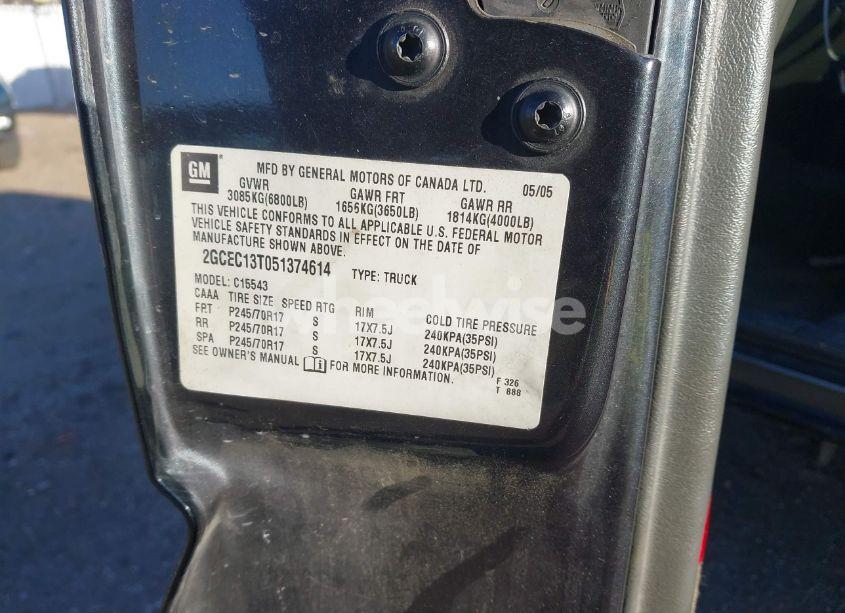 GM
MFD BY GENERAL MOTORS OF CANADA LTD. 05/05
GVWR GAWR FRT GAWR RR
3085KG(6800LB) 1656KG(3650LB) 1814KG(4000LB)
THIS VEHICLE CONFORMS TO ALL APPLICABLE U.S. FEDERAL MOTOR
VEHICLE SAFETY STANDARDS IN EFFECT ON THE DATE OF
MANUFACTURE SHOWN ABOVE.
2GCEC13T051374614 TYPE: TRUCK
MODEL: C15543
CAAA TIRE SIZE SPEED RTG RIM COLD TIRE PRESSURE
FRT P245/70R17 S 17X7.5J 240KPA(35PSI)
RR P245/70R17 S 17X7.5J 240KPA(35PSI)
SPA P245/70R17 S 17X7.5J 240KPA(35PSI)
SEE OWNER'S MANUAL FOR MORE INFORMATION.
F 326
T 888
wheelwise